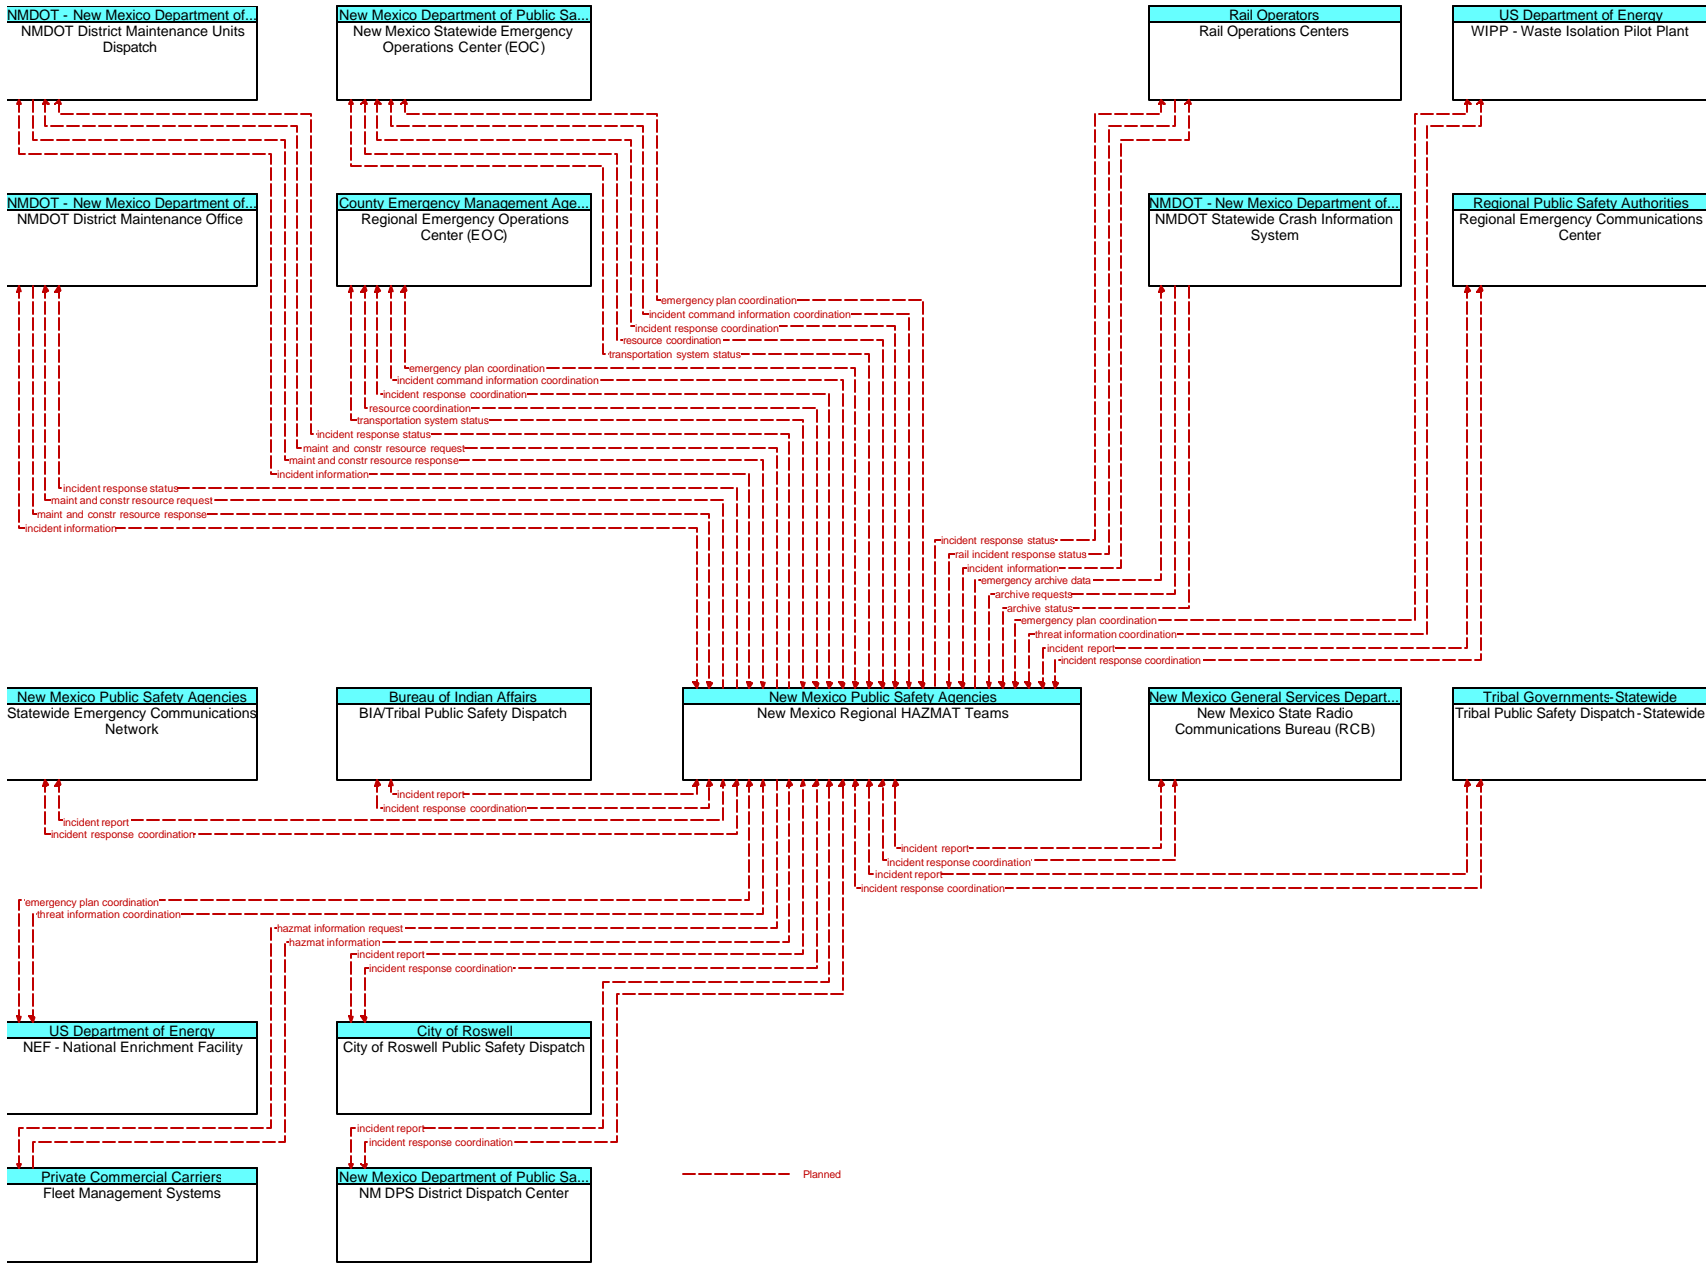 NMDOT - New Mexico Department of...
NMDOT District Maintenance Units
Dispatch
New Mexico Department of Public Sa...
New Mexico Statewide Emergency
Operations Center (EOC)
Rail Operators
Rail Operations Centers
US Department of Energy
WIPP - Waste Isolation Pilot Plant
NMDOT - New Mexico Department of...
NMDOT District Maintenance Office
County Emergency Management Age...
Regional Emergency Operations
Center (EOC)
NMDOT - New Mexico Department of...
NMDOT Statewide Crash Information
System
Regional Public Safety Authorities
Regional Emergency Communications
Center
emergency plan coordination
incident command information coordination
incident response coordination
resource coordination
transportation system status
emergency plan coordination
incident command information coordination
incident response coordination
resource coordination
transportation system status
incident response status
maint and constr resource request
maint and constr resource response
incident information
incident response status
maint and constr resource request
maint and constr resource response
incident information
incident response status
rail incident response status
incident information
emergency archive data
archive requests
archive status
emergency plan coordination
threat information coordination
incident report
incident response coordination
New Mexico Public Safety Agencies
Statewide Emergency Communications
Network
Bureau of Indian Affairs
BIA/Tribal Public Safety Dispatch
New Mexico Public Safety Agencies
New Mexico Regional HAZMAT Teams
New Mexico General Services Depart...
New Mexico State Radio
Communications Bureau (RCB)
Tribal Governments-Statewide
Tribal Public Safety Dispatch-Statewide
incident report
incident response coordination
incident report
incident response coordination
incident report
incident response coordination
incident report
incident response coordination
emergency plan coordination
threat information coordination
hazmat information request
hazmat information
incident report
incident response coordination
US Department of Energy
NEF - National Enrichment Facility
City of Roswell
City of Roswell Public Safety Dispatch
incident report
incident response coordination
Private Commercial Carriers
Fleet Management Systems
New Mexico Department of Public Sa...
NM DPS District Dispatch Center
Planned